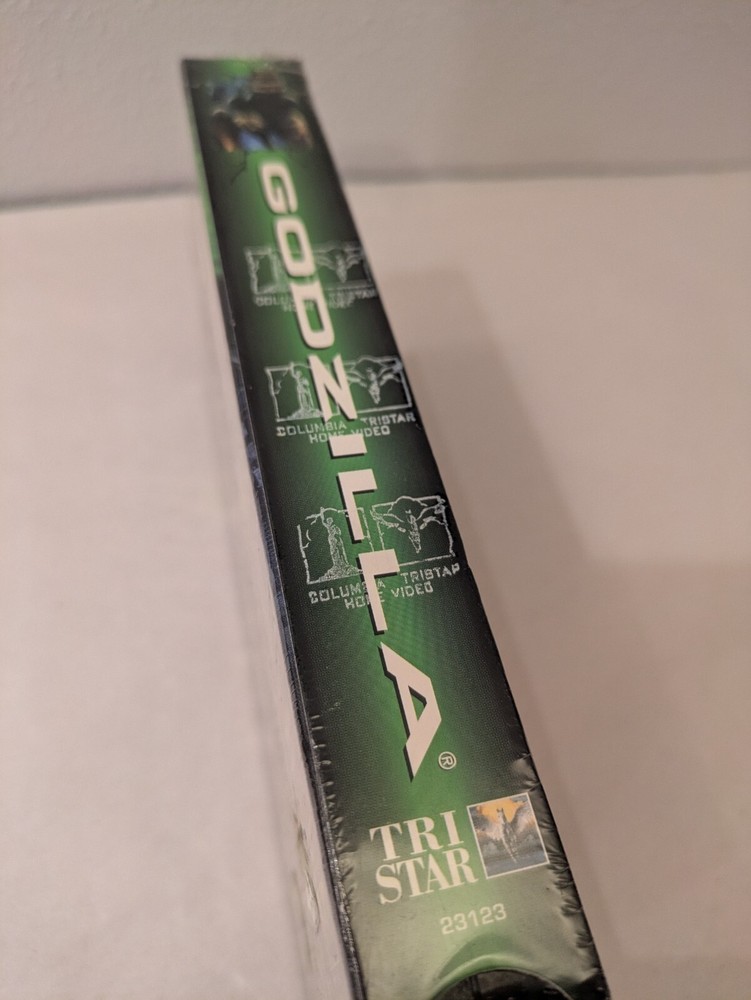 GODZILLA
COLUMBIA TRISTAR
HOME VIDEO
COLUMBIA TRISTAR
HOME VIDEO
COLUMBIA TRISTAR
HOME VIDEO
®
TRI
STAR
23123